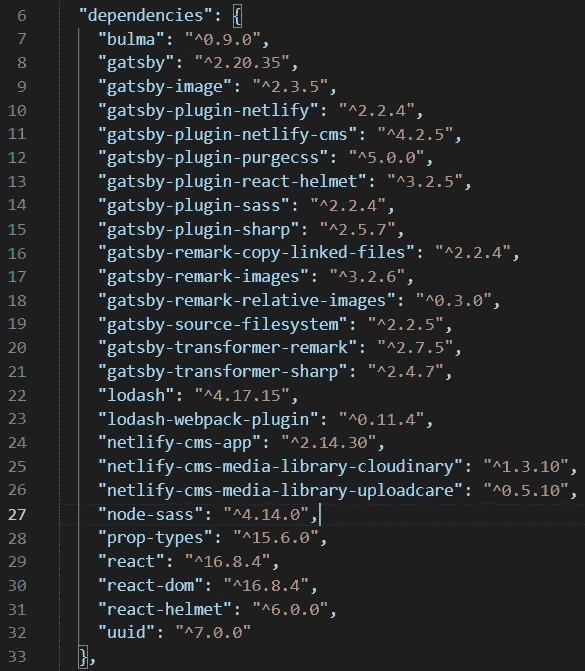 6 "dependencies": {
7 "bulma": "^0.9.0",
8 "gatsby": "^2.20.35",
9 "gatsby-image": "^2.3.5",
10 "gatsby-plugin-netlify": "^2.2.4",
11 "gatsby-plugin-netlify-cms": "^4.2.5",
12 "gatsby-plugin-purgecss": "^5.0.0",
13 "gatsby-plugin-react-helmet": "^3.2.5",
14 "gatsby-plugin-sass": "^2.2.4",
15 "gatsby-plugin-sharp": "^2.5.7",
16 "gatsby-remark-copy-linked-files": "^2.2.4",
17 "gatsby-remark-images": "^3.2.6",
18 "gatsby-remark-relative-images": "^0.3.0",
19 "gatsby-source-filesystem": "^2.2.5",
20 "gatsby-transformer-remark": "^2.7.5",
21 "gatsby-transformer-sharp": "^2.4.7",
22 "lodash": "^4.17.15",
23 "lodash-webpack-plugin": "^0.11.4",
24 "netlify-cms-app": "^2.14.30",
25 "netlify-cms-media-library-cloudinary": "^1.3.10",
26 "netlify-cms-media-library-uploadcare": "^0.5.10",
27 "node-sass": "^4.14.0",
28 "prop-types": "^15.6.0",
29 "react": "^16.8.4",
30 "react-dom": "^16.8.4",
31 "react-helmet": "^6.0.0",
32 "uuid": "^7.0.0"
33 },